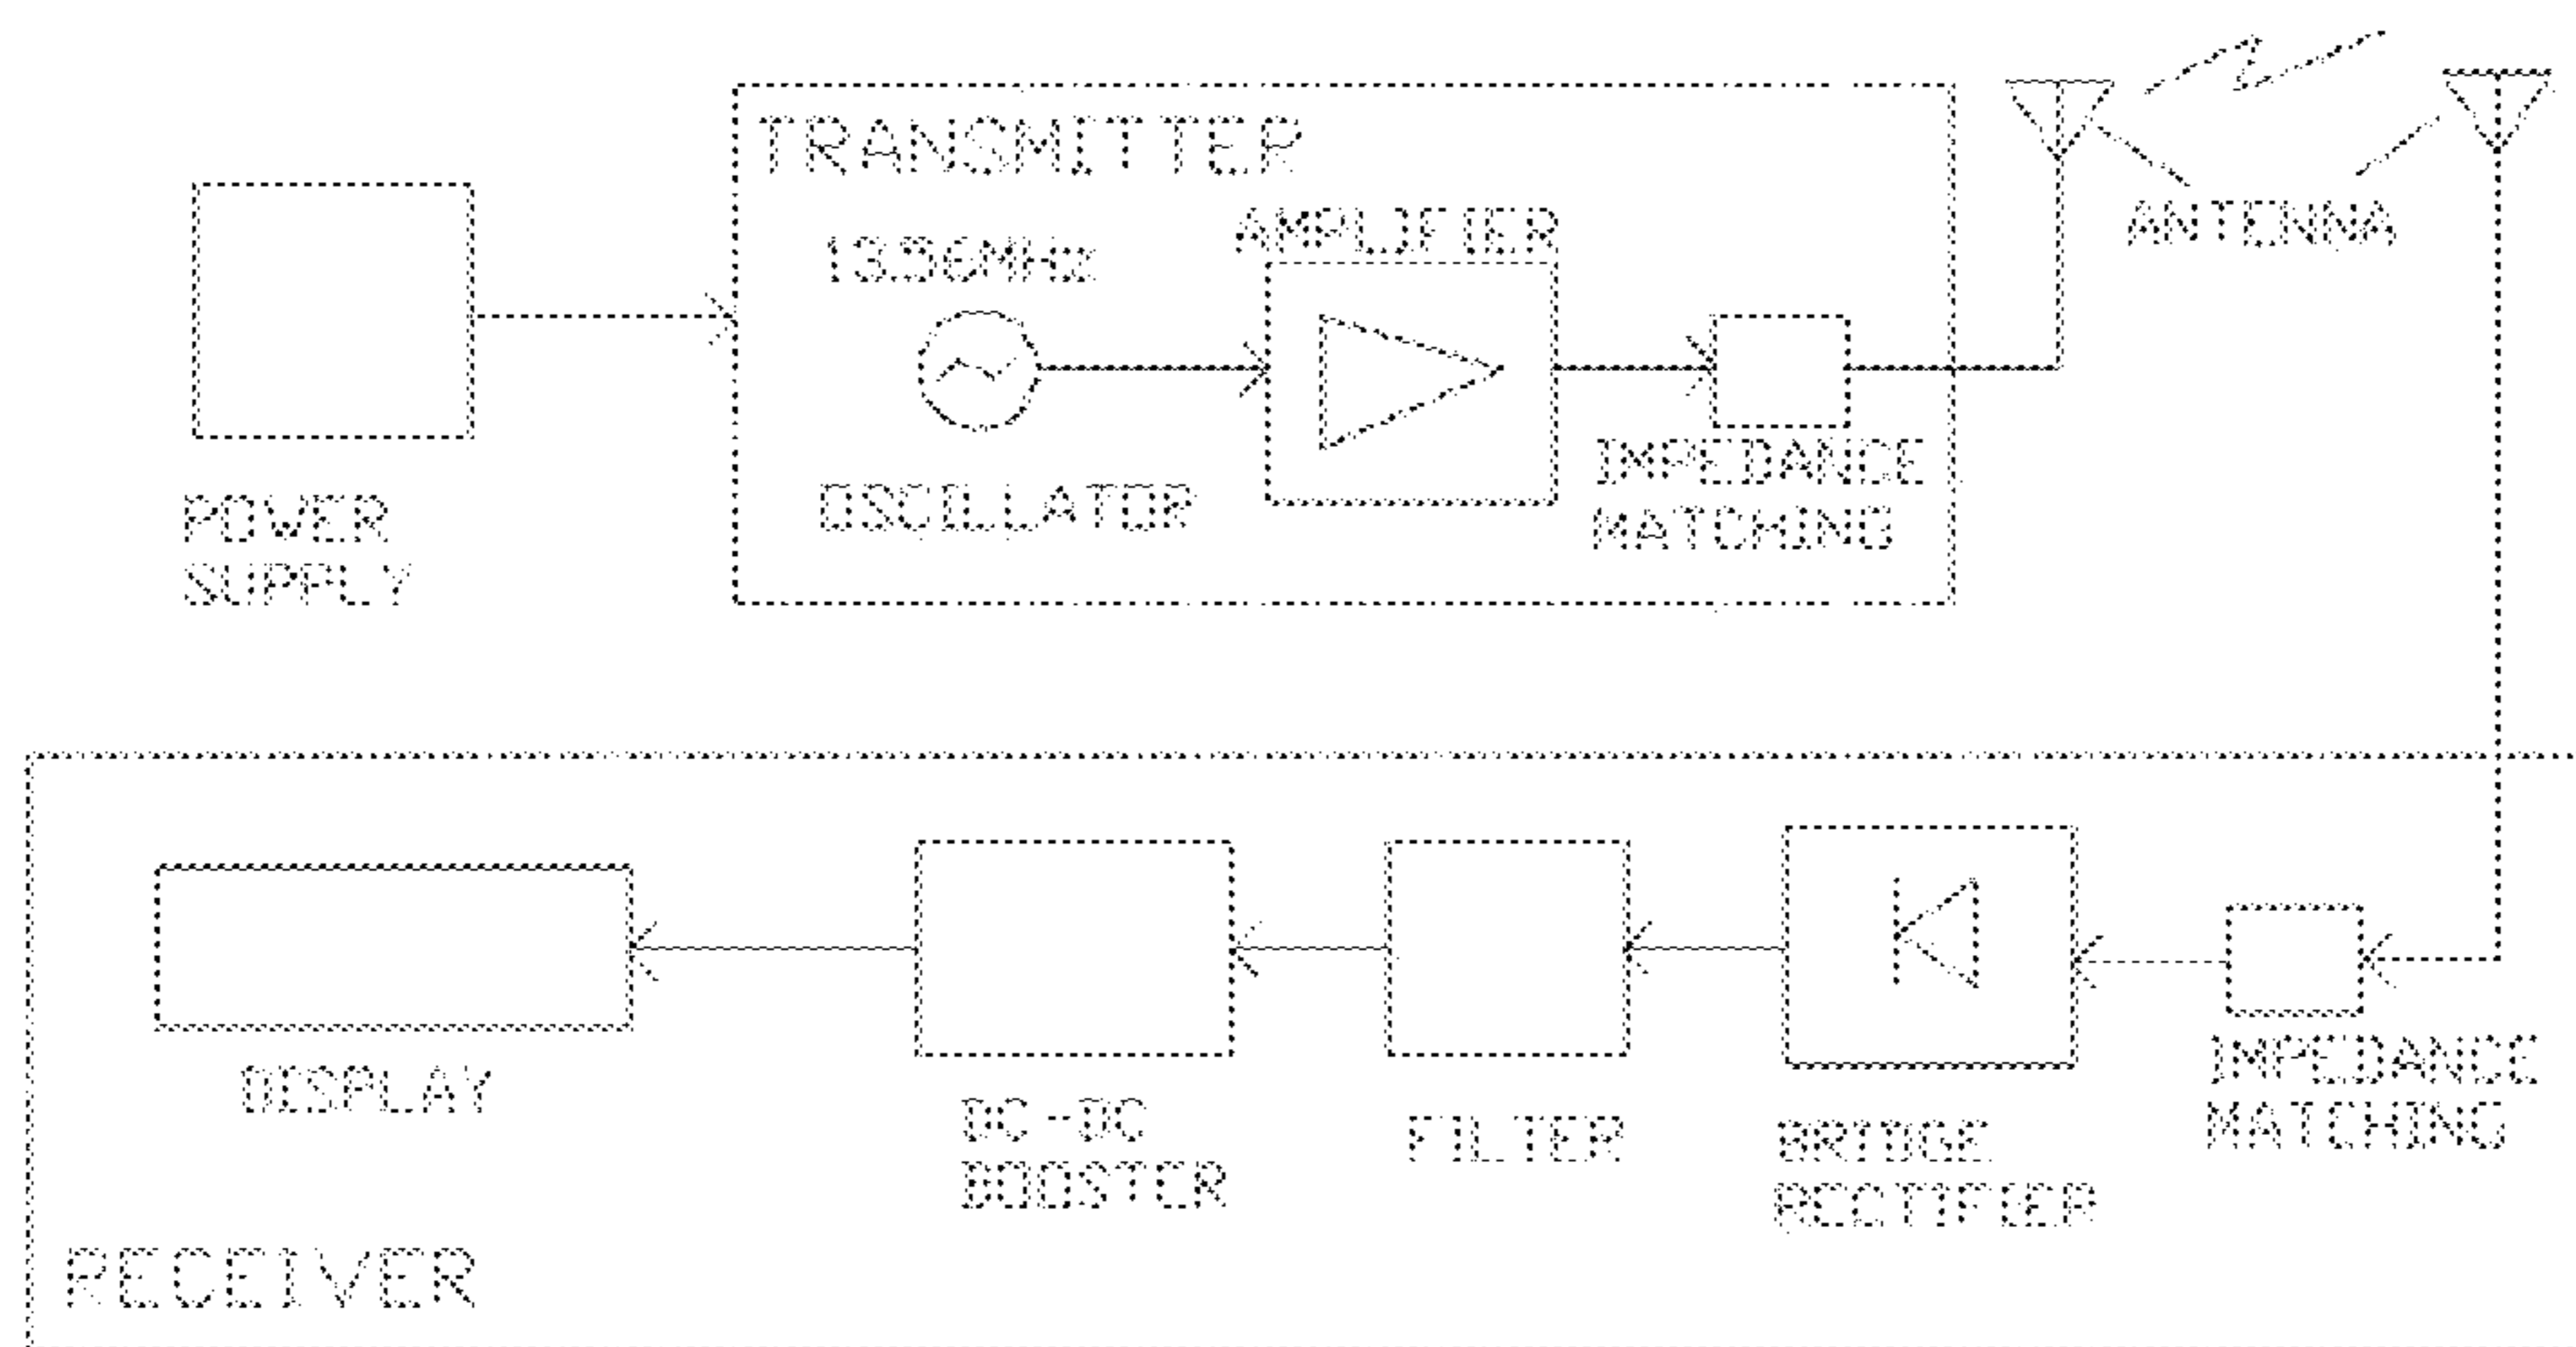 TRANSMITTER
AMPLIFIER
13.56MHz
ANTENNA
OSCILLATOR
IMPEDANCE
MATCHING
POWER
SUPPLY
DISPLAY
DC-DC
BOOSTER
FILTER
BRIDGE
RECTIFIER
IMPEDANCE
MATCHING
RECEIVER